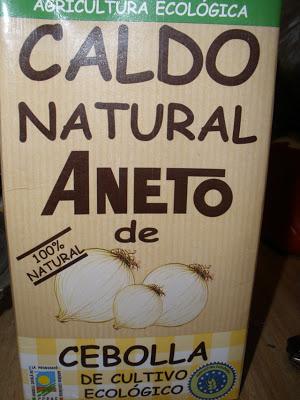 AGRICULTURA ECOLÓGICA
CALDO
NATURAL
ANETO
de
100%
NATURAL
CEBOLLA
DE CULTIVO
ECOLÓGICO